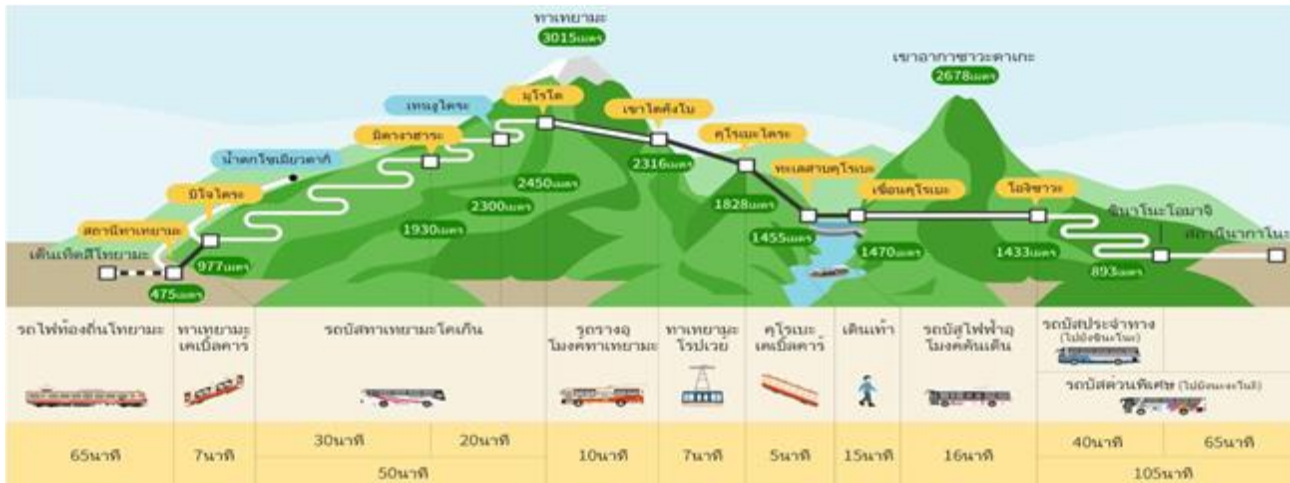 ทาเทยามะ
3015เมตร
เขาอากาซาวะดาเกะ
2678เมตร
มุโรโด
เทนงูไดระ
เขาไดคังโบ
มิดางาฮาระ
คุโรเบะไดระ
2316เมตร
น้ำตกโชเมียวดากิ
ทะเลสาบคุโรเบะ
2450เมตร
บิโจไดระ
เขื่อนคุโรเบะ
โอกิซาวะ
2300เมตร
1828เมตร
ชินาโนะโอมาจิ
สถานีทาเทยามะ
1930เมตร
สถานีนากาโนะ
1455เมตร
1470เมตร
1433เมตร
เด็นเท็ตสึโทยามะ
977เมตร
893เมตร
475เมตร
รถไฟท้องถิ่นโทยามะ
ทาเทยามะ
เคเบิ้ลคาร์
รถบัสทาเทยามะโคเก็น
รถรางอุ
โมงค์ทาเทยามะ
ทาเทยามะ
โรปเวย์
คุโรเบะ
เคเบิ้ลคาร์
เดินเท้า
รถบัสไฟฟ้าอุ
โมงค์คันเด็น
รถบัสประจำทาง
รถบัสด่วนพิเศษ
65นาที
7นาที
30นาที
20นาที
50นาที
10นาที
7นาที
5นาที
15นาที
16นาที
40นาที
65นาที
105นาที